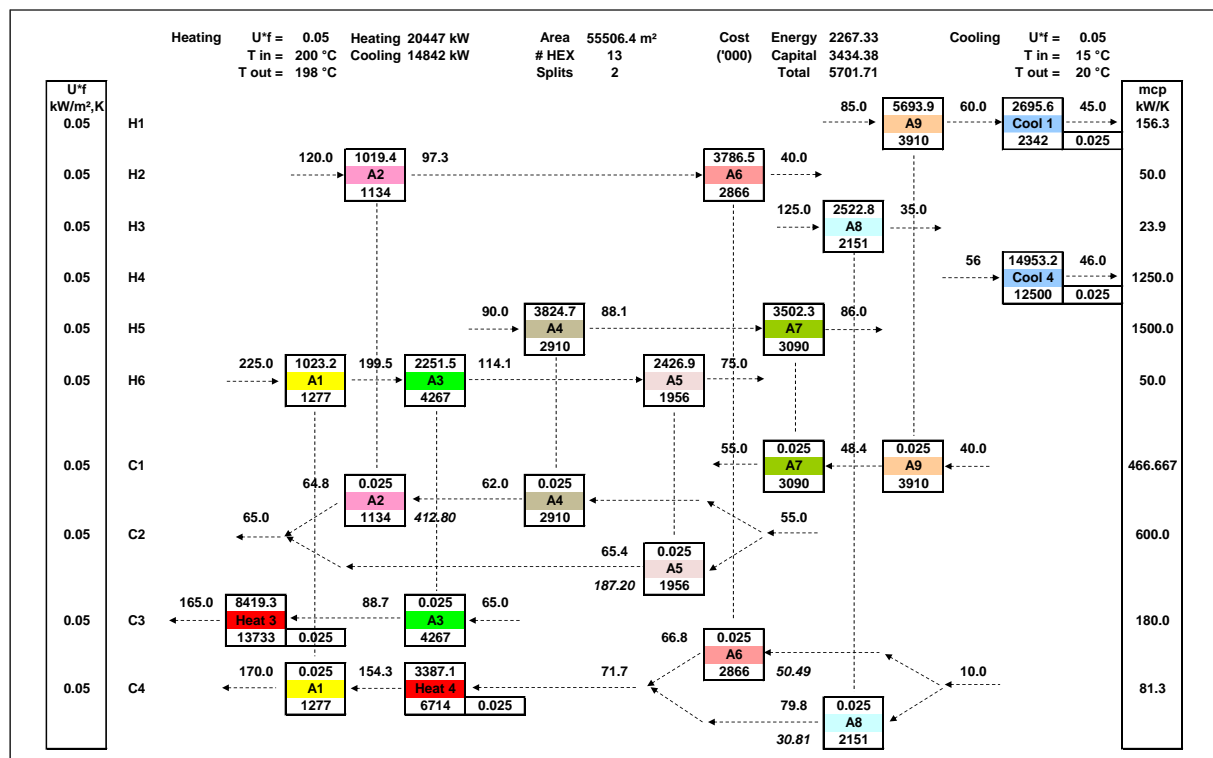 Heating U*f = 0.05 Heating 20447 kW Area 55506.4 m² Cost Energy 2267.33 Cooling U*f = 0.05
T in = 200 °C Cooling 14842 kW # HEX 13 ('000) Capital 3434.38 T in = 15 °C
T out = 198 °C Splits 2 Total 5701.71 T out = 20 °C
U*f mcp
kW/m²,K kW/K
85.0 5693.9 60.0 2695.6 45.0
0.05 H1 A9 Cool 1 156.3
3910 2342 0.025
120.0 1019.4 97.3 3786.5 40.0
0.05 H2 A2 A6 50.0
1134 2866
125.0 2522.8 35.0
0.05 H3 A8 23.9
2151
56 14953.2 46.0
0.05 H4 Cool 4 1250.0
12500 0.025
90.0 3824.7 88.1 3502.3 86.0
0.05 H5 A4 A7 1500.0
2910 3090
225.0 1023.2 199.5 2251.5 114.1 2426.9 75.0
0.05 H6 A1 A3 A5 50.0
1277 4267 1956
55.0 0.025 48.4 0.025 40.0
0.05 C1 A7 A9 466.667
3090 3910
64.8 0.025 62.0 0.025
A2 A4
1134 412.80 2910
65.0 55.0
0.05 C2 600.0
65.4 0.025
A5
187.20 1956
165.0 8419.3 88.7 0.025 65.0
0.05 C3 Heat 3 A3 180.0
13733 0.025 4267
66.8 0.025
A6
2866 50.49
170.0 0.025 154.3 3387.1 71.7 10.0
0.05 C4 A1 Heat 4 81.3
1277 6714 0.025
79.8 0.025
A8
30.81 2151